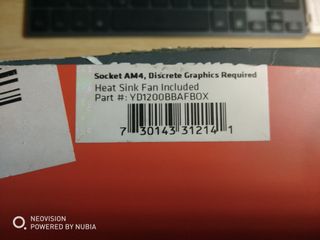 Socket AM4, Discrete Graphics Required
Heat Sink Fan Included
Part #: YD1200BBAFBOX
7 30143 31214 1
NEOVISION
POWERED BY NUBIA